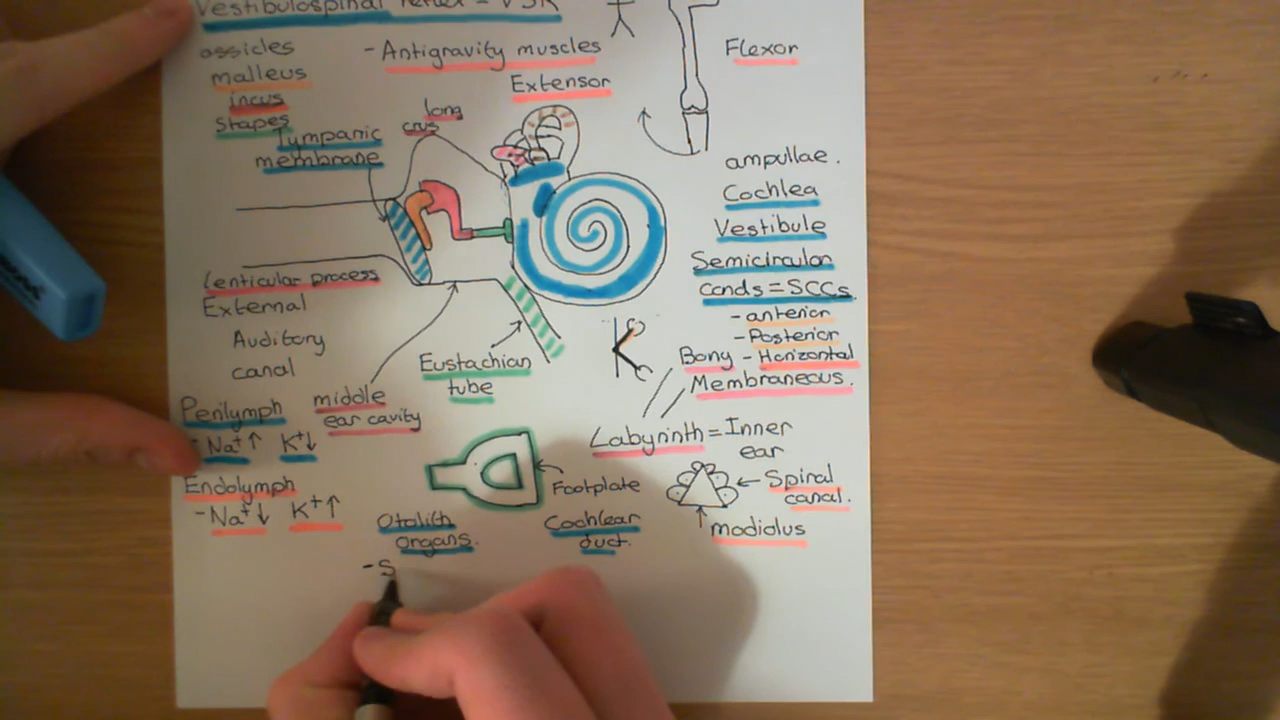 Vestibulospinal reflex = VSR
ossicles
malleus
incus
stapes
- Antigravity muscles
Extensor
Flexor
long
crus
Tympanic
membrane
ampullae.
Cochlea
Vestibule
Semicircular
canals = SCCs.
- anterior
- Posterior
- Horizontal
Bony
Membraneous.
Lenticular process
External
Auditory
canal
Eustachian
tube
middle
ear cavity
Perilymph
- Na+ ↑ K+ ↓
Endolymph
- Na+ ↓ K+ ↑
Labyrinth = Inner
ear
Footplate
Spiral
canal.
modiolus
Otolith
Organs.
- S
Cochlear
duct.